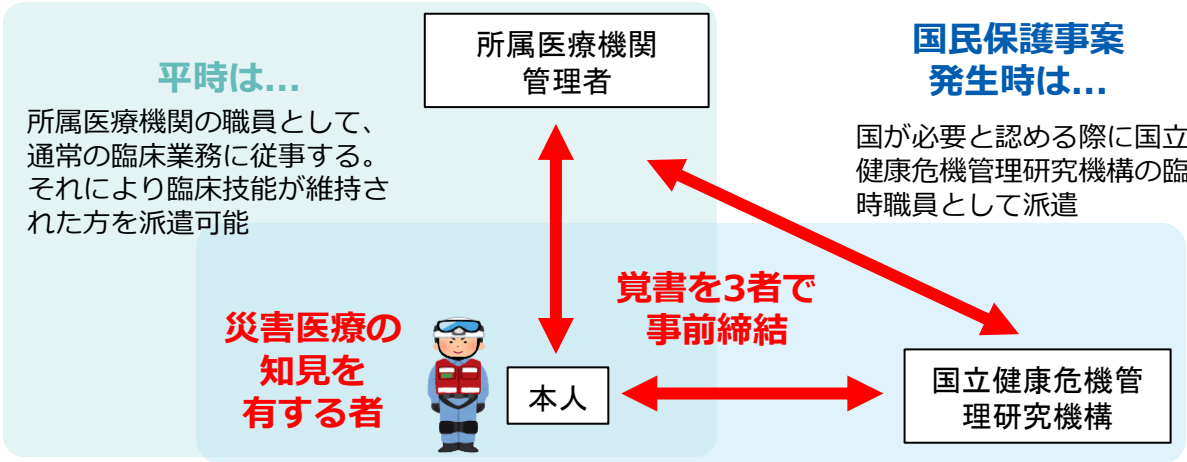 平時は…
所属医療機関の職員として、
通常の臨床業務に従事する。
それにより臨床技能が維持さ
れた方を派遣可能
所属医療機関
管理者
国民保護事案
発生時は…
国が必要と認める際に国立
健康危機管理研究機構の臨
時職員として派遣
災害医療の
知見を
有する者
本人
覚書を3者で
事前締結
国立健康危機管
理研究機構